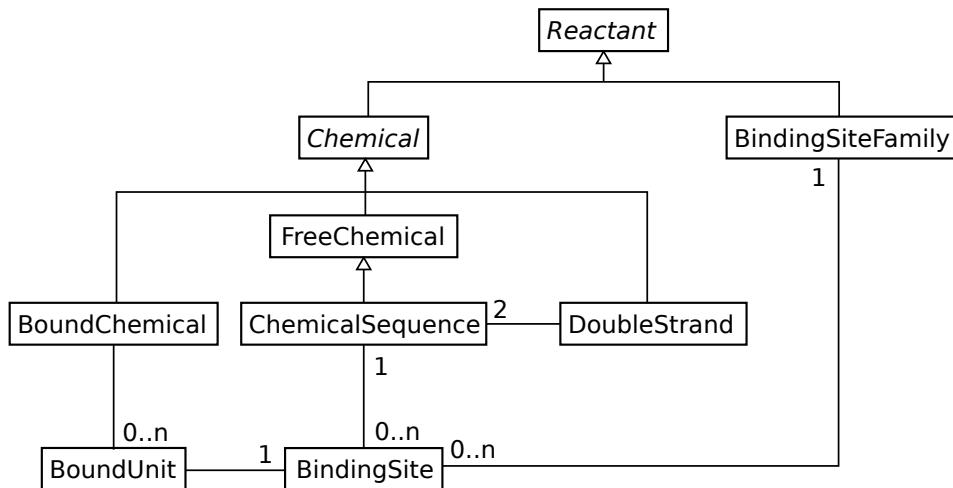 Reactant
Chemical
BindingSiteFamily
1
FreeChemical
BoundChemical
ChemicalSequence
2
DoubleStrand
1
0..n
0..n
0..n
BoundUnit
1
BindingSite